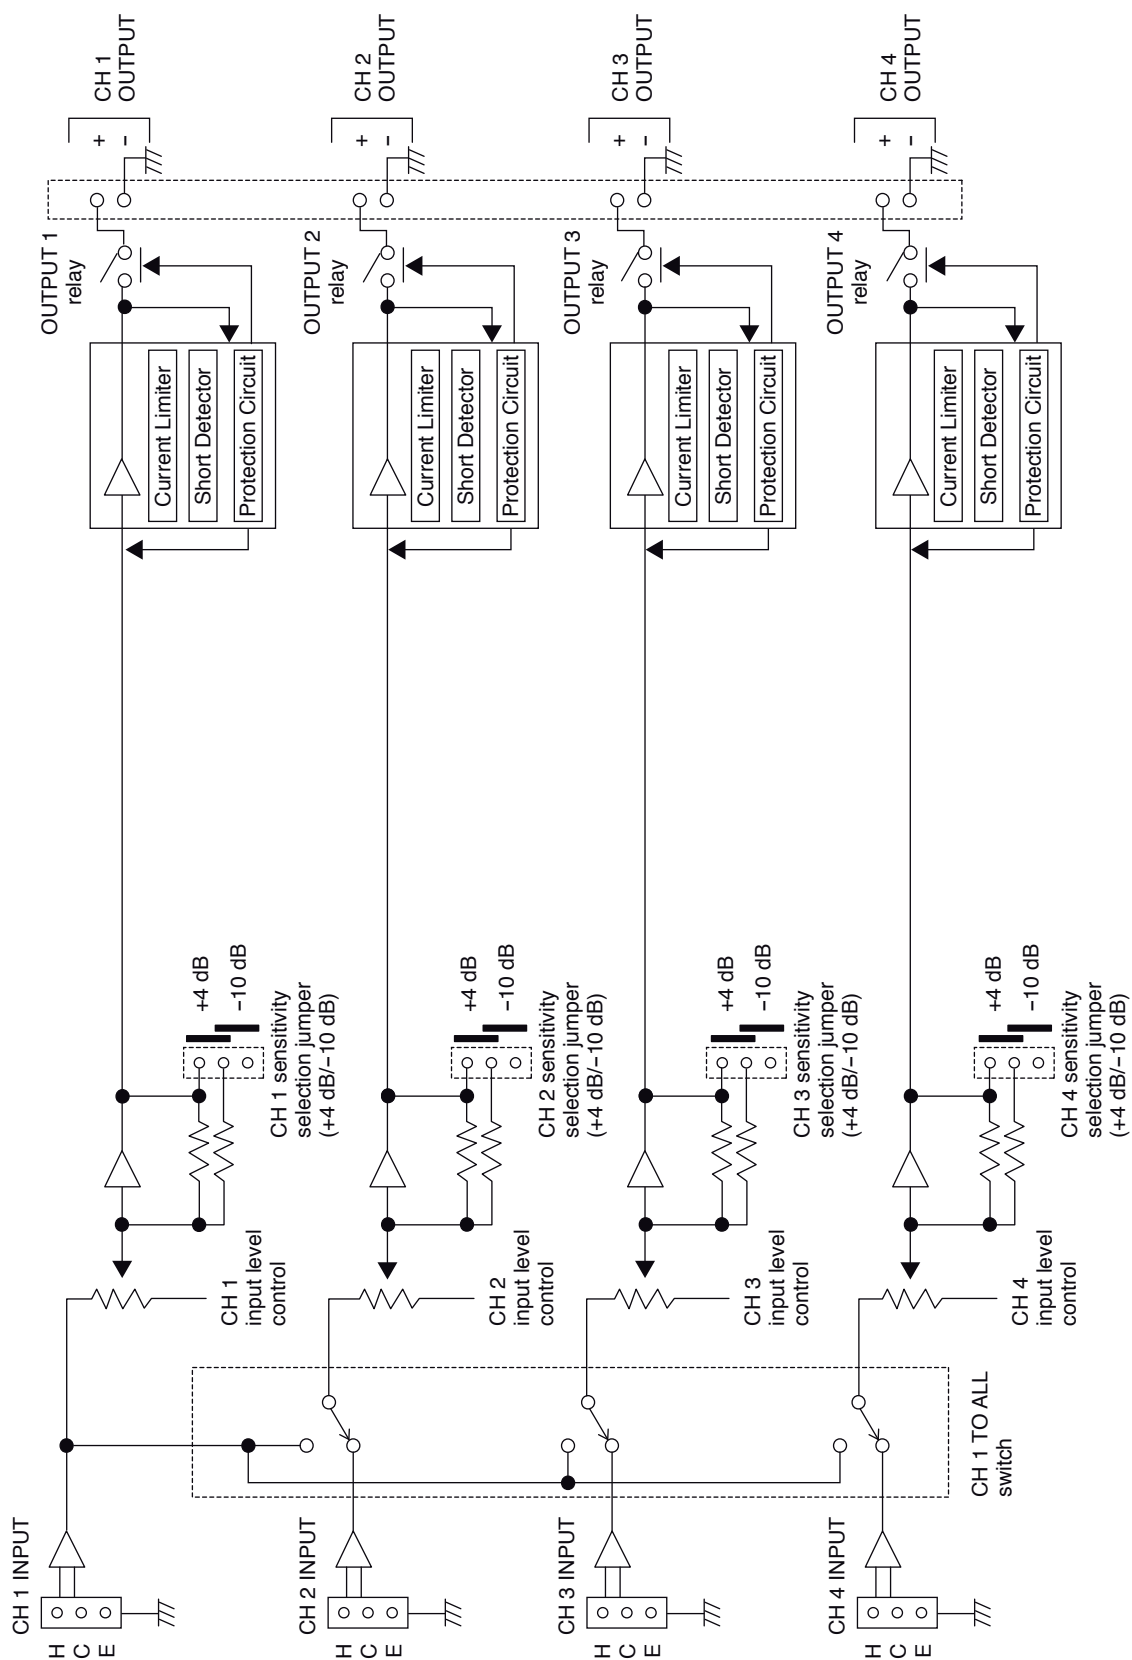 CH 1 INPUT
H
C
E
CH 1
input level
control
+4 dB
−10 dB
CH 1 sensitivity
selection jumper
(+4 dB/−10 dB)
Current Limiter
Short Detector
Protection Circuit
OUTPUT 1
relay
+
-
CH 1
OUTPUT
CH 2 INPUT
H
C
E
CH 2
input level
control
+4 dB
−10 dB
CH 2 sensitivity
selection jumper
(+4 dB/−10 dB)
Current Limiter
Short Detector
Protection Circuit
OUTPUT 2
relay
+
-
CH 2
OUTPUT
CH 3 INPUT
H
C
E
CH 3
input level
control
+4 dB
−10 dB
CH 3 sensitivity
selection jumper
(+4 dB/−10 dB)
Current Limiter
Short Detector
Protection Circuit
OUTPUT 3
relay
+
-
CH 3
OUTPUT
CH 4 INPUT
H
C
E
CH 1 TO ALL
switch
CH 4
input level
control
+4 dB
−10 dB
CH 4 sensitivity
selection jumper
(+4 dB/−10 dB)
Current Limiter
Short Detector
Protection Circuit
OUTPUT 4
relay
+
-
CH 4
OUTPUT